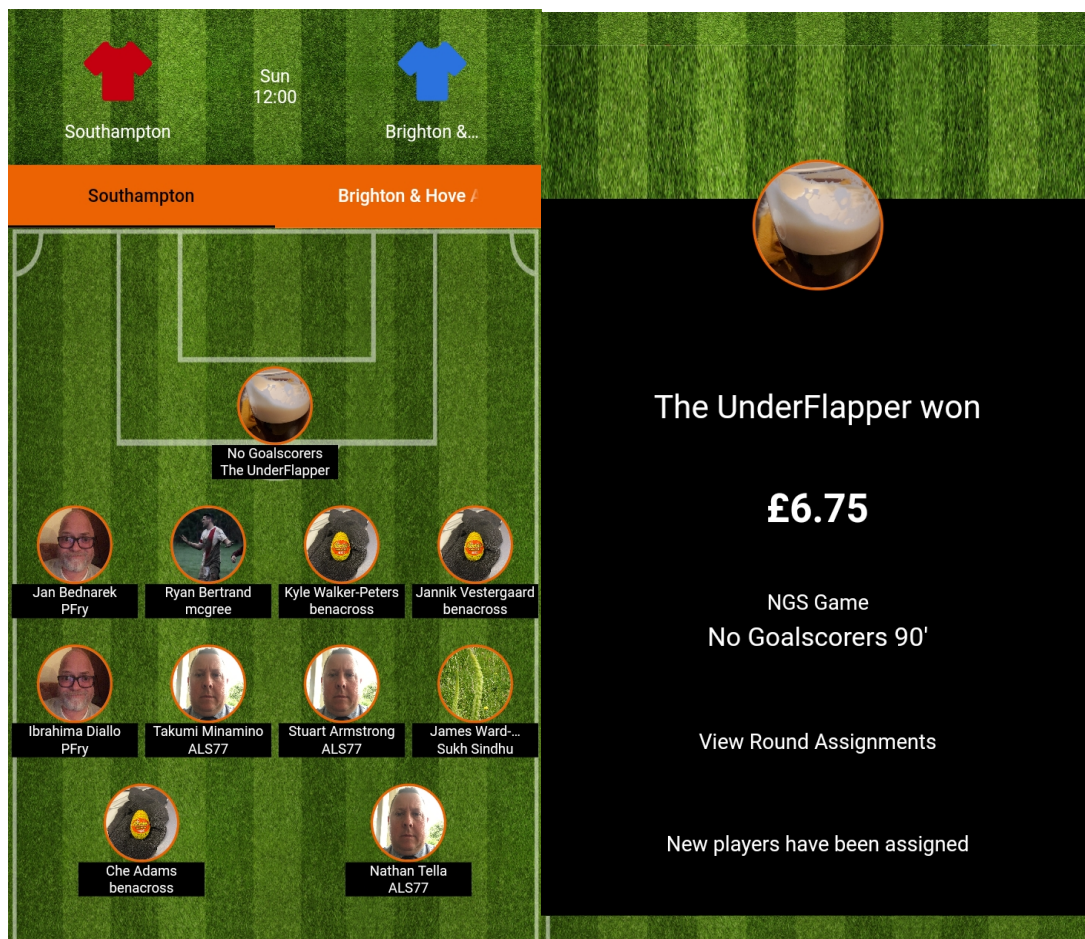 Sun
12:00
Southampton
Brighton &...
Southampton
Brighton & Hove
No Goalscorers
The UnderFlapper
Jan Bednarek
PFry
Ryan Bertrand
mcgree
Kyle Walker-Peters
benacross
Jannik Vestergaard
benacross
Ibrahima Diallo
PFry
Takumi Minamino
ALS77
Stuart Armstrong
ALS77
James Ward-...
Sukh Sindhu
Che Adams
benacross
Nathan Tella
ALS77
The UnderFlapper won
£6.75
NGS Game
No Goalscorers 90'
View Round Assignments
New players have been assigned